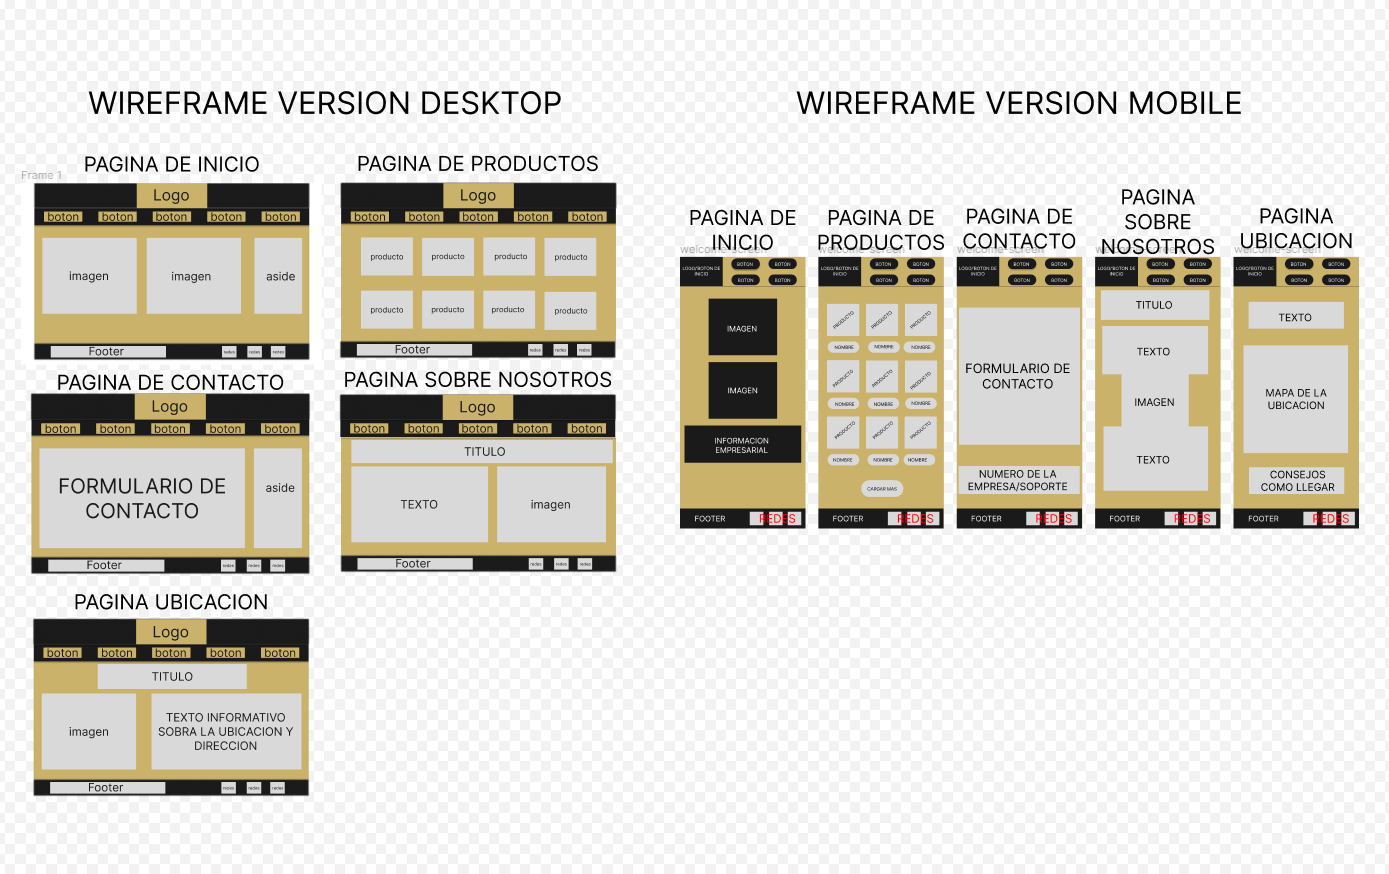 WIREFRAME VERSION DESKTOP
PAGINA DE INICIO
Frame 1
Logo
boton boton boton boton boton
imagen imagen aside
Footer redes redes redes
PAGINA DE PRODUCTOS
Logo
boton boton boton boton boton
producto producto producto producto
producto producto producto producto
Footer redes redes redes
PAGINA DE CONTACTO
Logo
boton boton boton boton boton
FORMULARIO DE
CONTACTO
aside
Footer redes redes redes
PAGINA SOBRE NOSOTROS
Logo
boton boton boton boton boton
TITULO
TEXTO imagen
Footer redes redes redes
PAGINA UBICACION
Logo
boton boton boton boton boton
TITULO
imagen
TEXTO INFORMATIVO
SOBRA LA UBICACION Y
DIRECCION
Footer redes redes redes
WIREFRAME VERSION MOBILE
PAGINA DE
INICIO
welcome-screen
LOGO/BOTON DE
INICIO
BOTON BOTON
BOTON BOTON
IMAGEN
IMAGEN
INFORMACION
EMPRESARIAL
FOOTER REDES
PAGINA DE
PRODUCTOS
welcome-screen
LOGO/BOTON DE
INICIO
BOTON BOTON
BOTON BOTON
PRODUCTO PRODUCTO PRODUCTO
NOMBRE NOMBRE NOMBRE
PRODUCTO PRODUCTO PRODUCTO
NOMBRE NOMBRE NOMBRE
PRODUCTO PRODUCTO PRODUCTO
NOMBRE NOMBRE NOMBRE
CARGAR MAS
FOOTER REDES
PAGINA DE
CONTACTO
welcome-screen
LOGO/BOTON DE
INICIO
BOTON BOTON
BOTON BOTON
FORMULARIO DE
CONTACTO
NUMERO DE LA
EMPRESA/SOPORTE
FOOTER REDES
PAGINA
SOBRE
NOSOTROS
welcome-screen
LOGO/BOTON DE
INICIO
BOTON BOTON
BOTON BOTON
TITULO
TEXTO
IMAGEN
TEXTO
FOOTER REDES
PAGINA
UBICACION
welcome-screen
LOGO/BOTON DE
INICIO
BOTON BOTON
BOTON BOTON
TEXTO
MAPA DE LA
UBICACION
CONSEJOS
COMO LLEGAR
FOOTER REDES